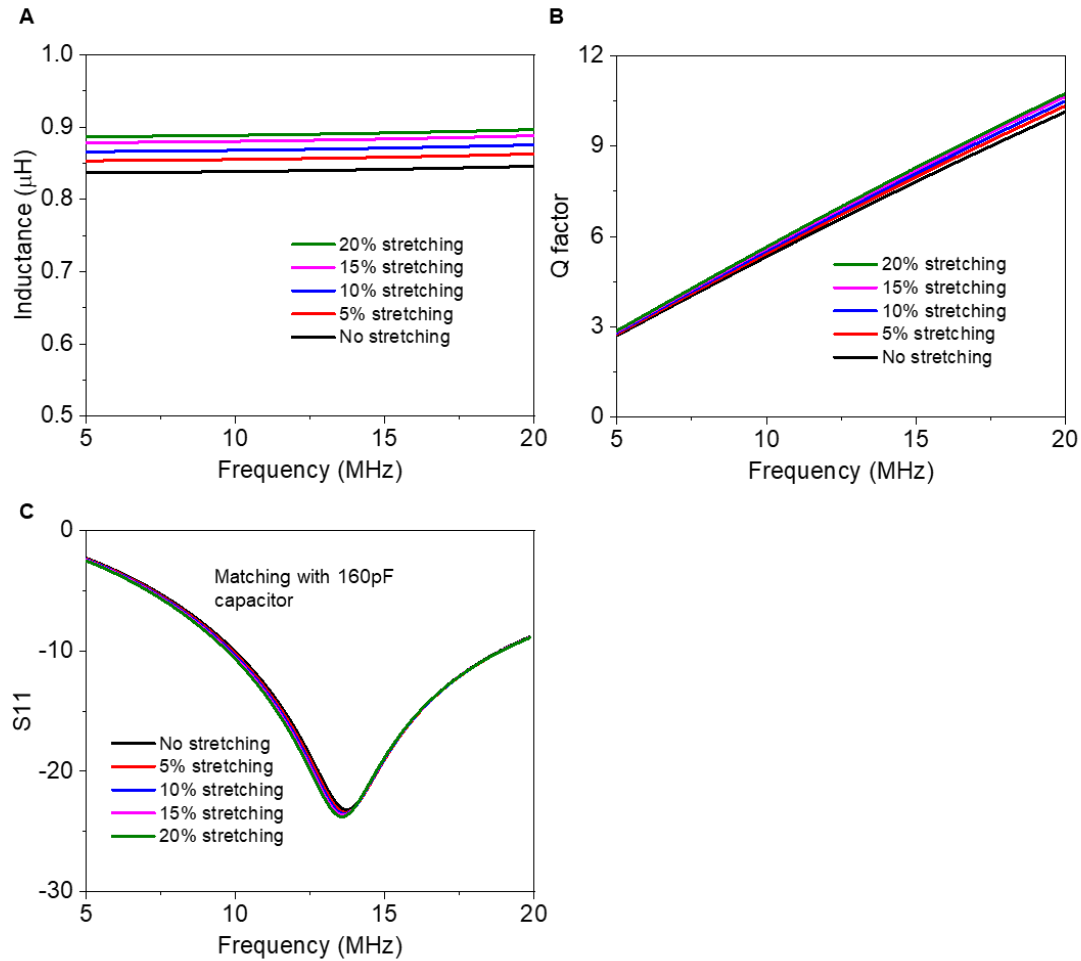 A
1.0
0.9
0.8
0.7
0.6
0.5
Inductance (μH)
20% stretching
15% stretching
10% stretching
5% stretching
No stretching
5
10
15
20
Frequency (MHz)
B
12
9
6
3
0
Q factor
20% stretching
15% stretching
10% stretching
5% stretching
No stretching
5
10
15
20
Frequency (MHz)
C
0
-10
-20
-30
S11
Matching with 160pF
capacitor
No stretching
5% stretching
10% stretching
15% stretching
20% stretching
5
10
15
20
Frequency (MHz)